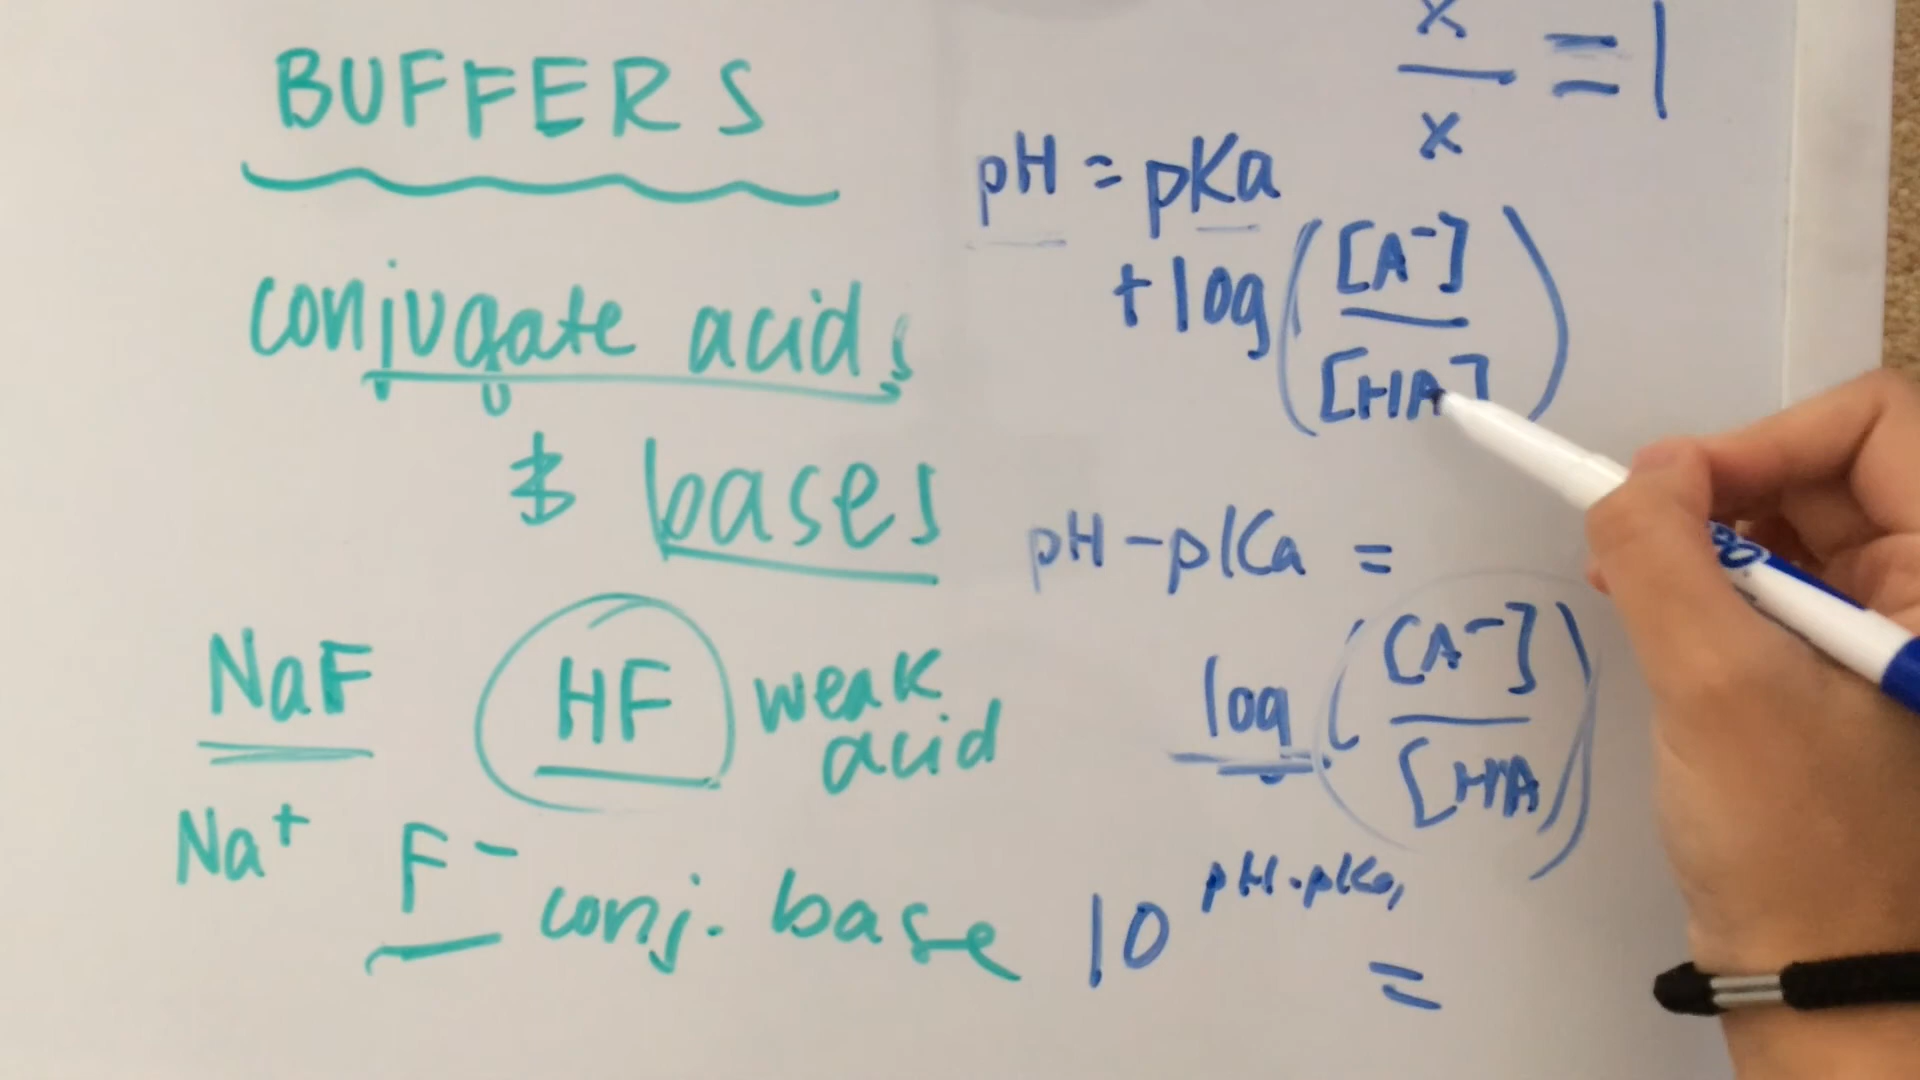 BUFFERS
conjugate acids
& bases
NaF HF weak
acid
Na⁺ F⁻ conj. base
x
/
x = 1
pH = pKa
+ log ([A⁻]
/
[HA])
pH - pKa =
log ([A⁻]
/
[HA)
10^pH-pKa
=